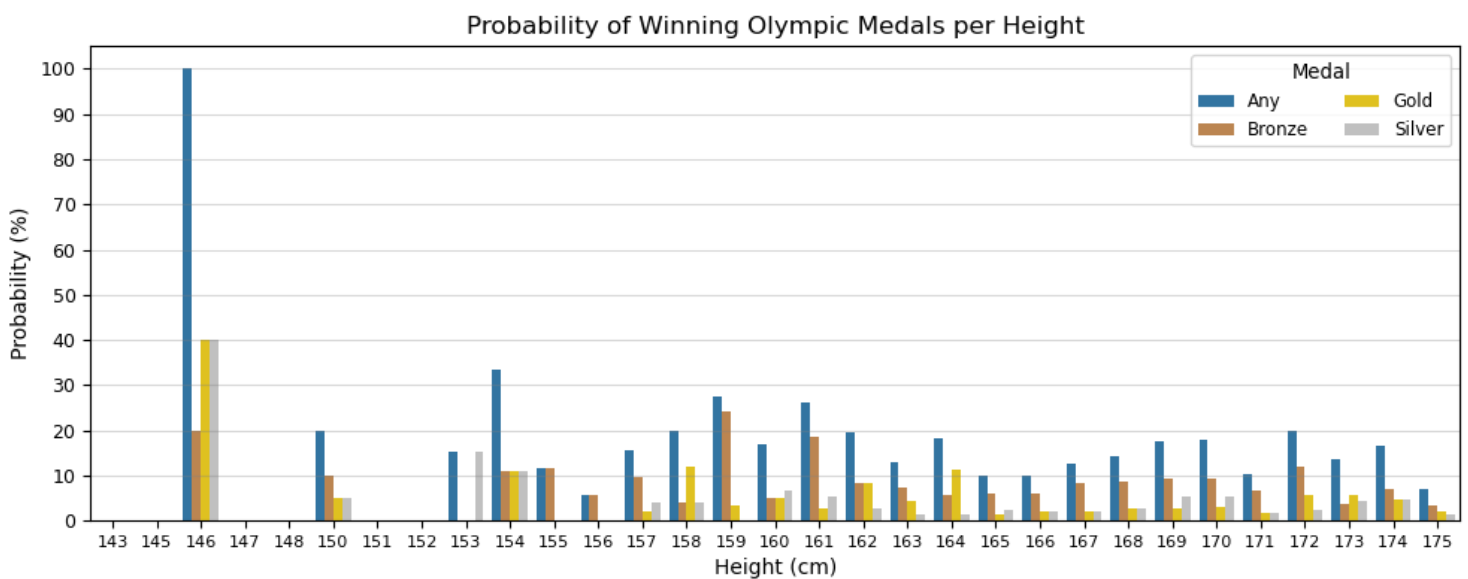 Probability of Winning Olympic Medals per Height
Medal
Any
Gold
Bronze
Silver
Probability (%)
100
90
80
70
60
50
40
30
20
10
0
143 145 146 147 148 150 151 152 153 154 155 156 157 158 159 160 161 162 163 164 165 166 167 168 169 170 171 172 173 174 175
Height (cm)